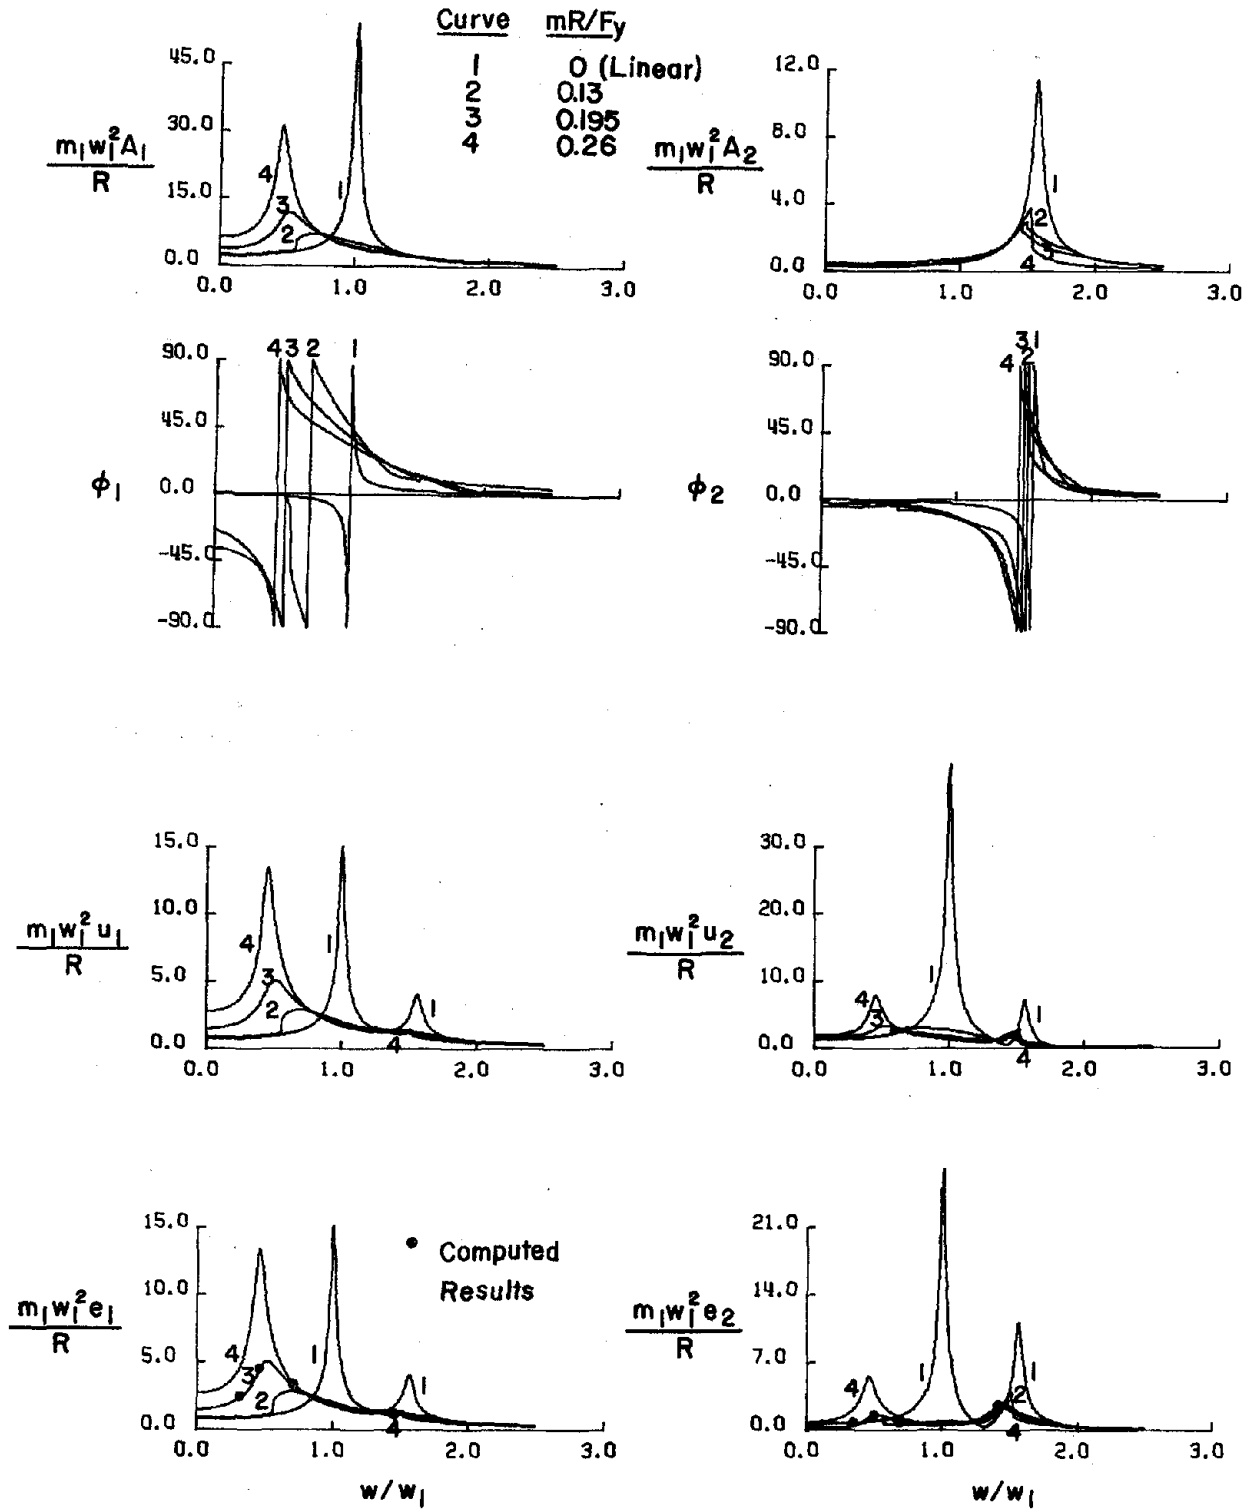 Curve mR/Fy
1 0 (Linear)
2 0.13
3 0.195
4 0.26
m₁w₁²A₁
R
45.0
30.0
15.0
0.0
4
3
2
1
0.0 1.0 2.0 3.0
m₁w₁²A₂
R
12.0
8.0
4.0
0.0
1
2
4
0.0 1.0 2.0 3.0
ϕ₁
90.0
45.0
0.0
-45.0
-90.0
4 3 2 1
ϕ₂
90.0
45.0
0.0
-45.0
-90.0
3 1
4 2
m₁w₁²u₁
R
15.0
10.0
5.0
0.0
4
3
2
1
1
4
0.0 1.0 2.0 3.0
m₁w₁²u₂
R
30.0
20.0
10.0
0.0
4
3
1
1
4
0.0 1.0 2.0 3.0
m₁w₁²e₁
R
15.0
10.0
5.0
0.0
4
3
2
1
1
4
• Computed
Results
0.0 1.0 2.0 3.0
w/w₁
m₁w₁²e₂
R
21.0
14.0
7.0
0.0
4
1
1
2
4
0.0 1.0 2.0 3.0
w/w₁